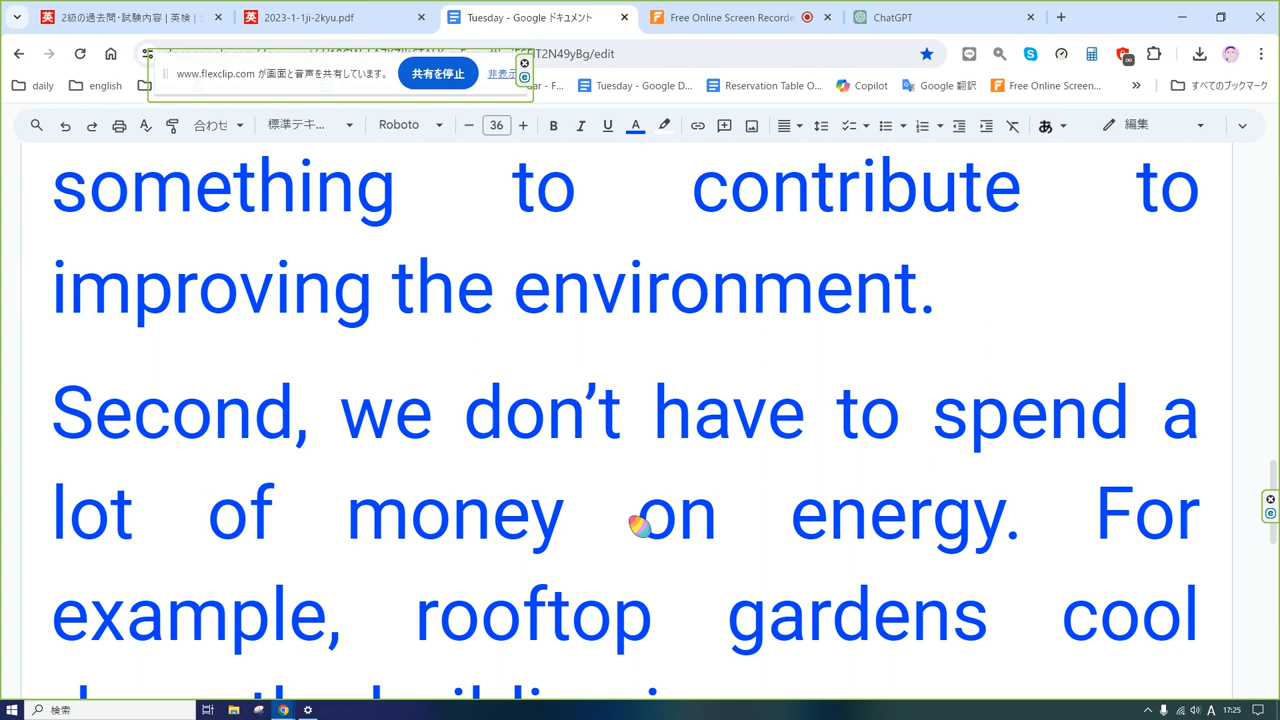 2級の過去問・試験内容 | 英検 |
2023-1-1ji-2kyu.pdf
Tuesday - Google ドキュメント
Free Online Screen Recorde
ChatGPT
T2N49yBg/edit
www.flexclip.com が画面と音声を共有しています。
共有を停止
非表示
daily
english
dar - F...
Tuesday - Google D...
Reservation Table O...
Copilot
Google 翻訳
Free Online Screen...
すべてのブックマーク
合わせ
標準テキ...
Roboto
36
編集
something to contribute to
improving the environment.
Second, we don't have to spend a
lot of money on energy. For
example, rooftop gardens cool
検索
A
17:25